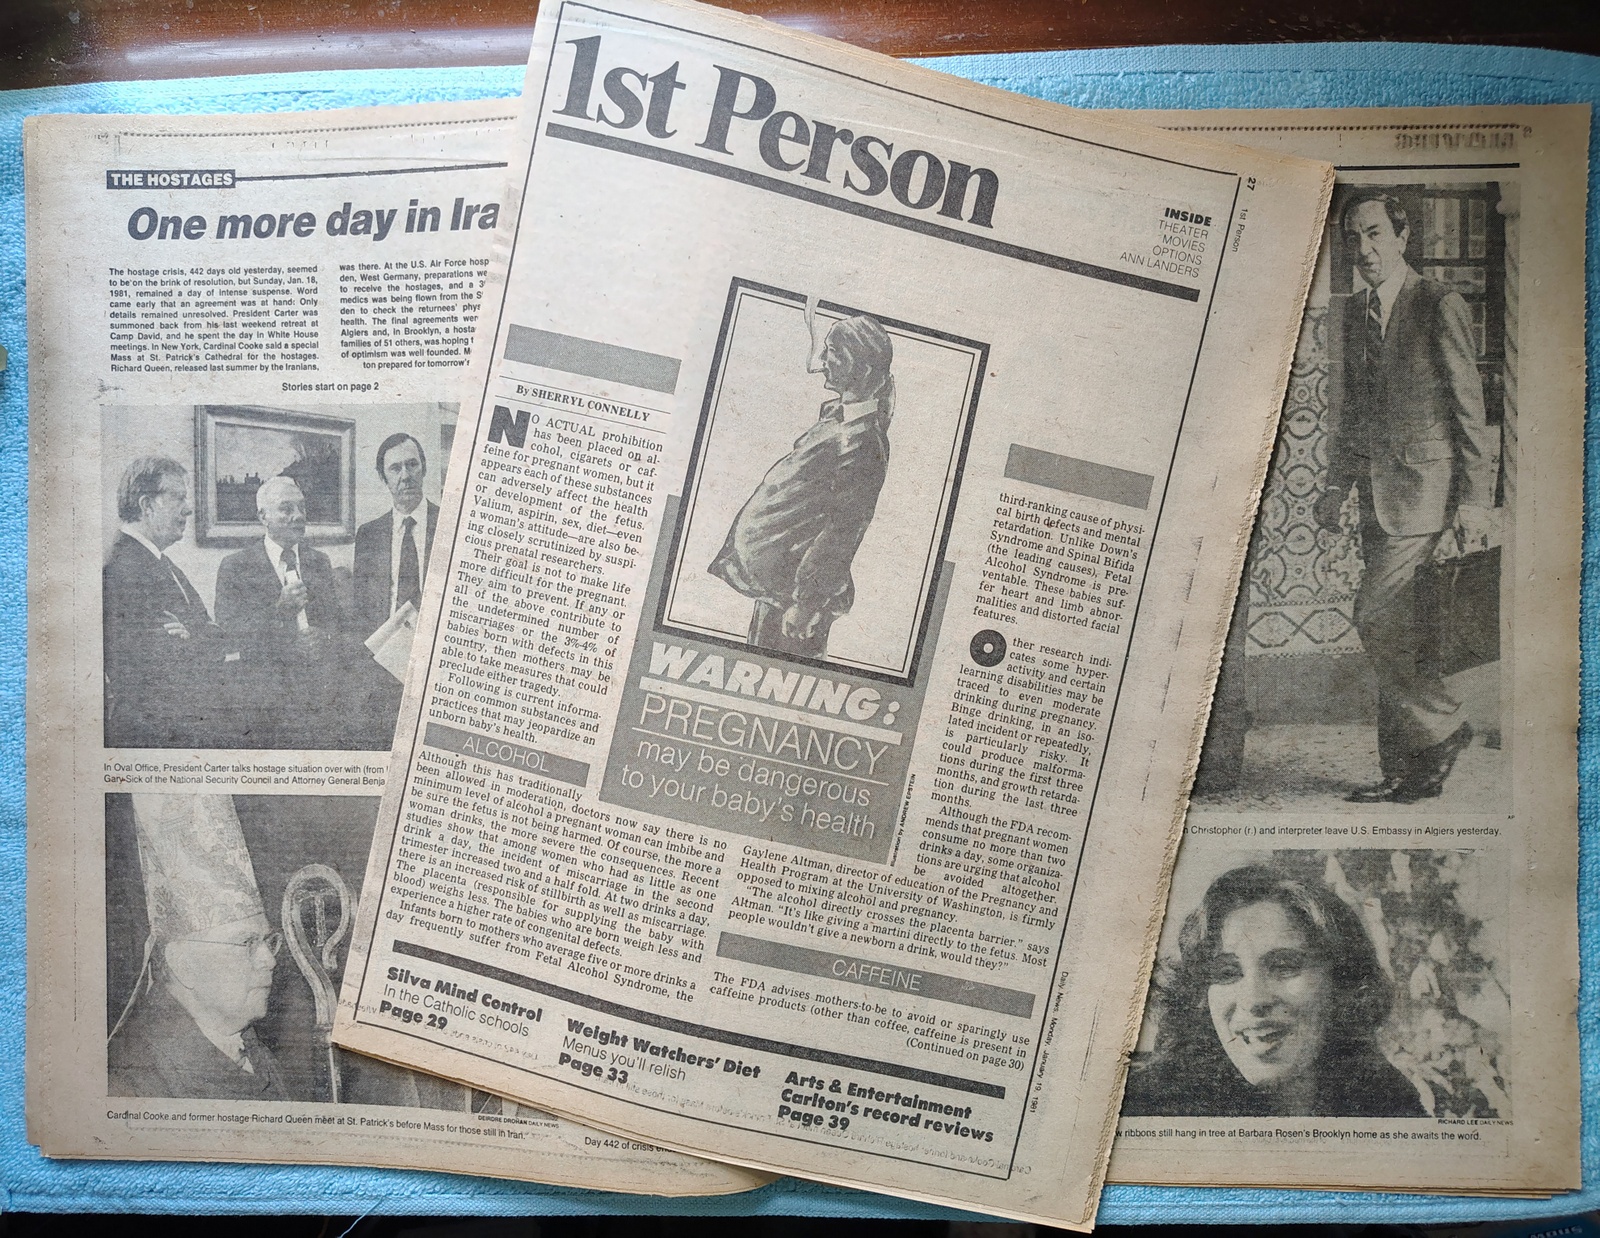 THE HOSTAGES
One more day in Ira
The hostage crisis, 442 days old yesterday, seemed
to be on the brink of resolution, but Sunday, Jan. 18,
1981, remained a day of intense suspense. Word
came early that an agreement was at hand: Only
details remained unresolved. President Carter was
summoned back from his last weekend retreat at
Camp David, and he spent the day in White House
meetings. In New York, Cardinal Cooke said a special
Mass at St. Patrick's Cathedral for the hostages.
Richard Queen, released last summer by the Iranians,
was there. At the U.S. Air Force hosp
den, West Germany, preparations we
to receive the hostages, and a
medics was being flown from the S
den to check the returnees' phys
health. The final agreements wer
Algiers and, in Brooklyn, a hosta
families of 51 others, was hoping t
of optimism was well founded. M
ton prepared for tomorrow'
Stories start on page 2
In Oval Office, President Carter talks hostage situation over with (from
Gary Sick of the National Security Council and Attorney General Benja
Cardinal Cooke and former hostage Richard Queen meet at St. Patrick's before Mass for those still in Iran.
DEIRDRE DROHAN DAILY NEWS
Day 442 of crisis en
1st Person
27
1st Person
INSIDE
THEATER
MOVIES
OPTIONS
ANN LANDERS
By SHERRYL CONNELLY
NO ACTUAL prohibition
has been placed on al-
cohol, cigarets or caf-
feine for pregnant women, but it
appears each of these substances
can adversely affect the health
or development of the fetus.
Valium, aspirin, sex, diet—even
a woman's attitude—are also be-
ing closely scrutinized by suspi-
cious prenatal researchers.
Their goal is not to make life
more difficult for the pregnant.
They aim to prevent. If any or
all of the above contribute to
the undetermined number of
miscarriages or the 3%-4% of
babies born with defects in this
country, then mothers may be
able to take measures that could
preclude either tragedy.
Following is current informa-
tion on common substances and
practices that may jeopardize an
unborn baby's health.
ALCOHOL
Although this has traditionally
been allowed in moderation, doctors now say there is no
minimum level of alcohol a pregnant woman can imbibe and
be sure the fetus is not being harmed. Of course, the more a
woman drinks, the more severe the consequences. Recent
studies show that among women who had as little as one
drink a day, the incident of miscarriage in the second
trimester increased two and a half fold. At two drinks a day,
there is an increased risk of stillbirth as well as miscarriage.
The placenta (responsible for supplying the baby with
blood) weighs less. The babies who are born weigh less and
experience a higher rate of congenital defects.
Infants born to mothers who average five or more drinks a
day frequently suffer from Fetal Alcohol Syndrome, the
WARNING:
PREGNANCY
may be dangerous
to your baby's health
Illustration by ANDREW EPSTEIN
third-ranking cause of physi-
cal birth defects and mental
retardation. Unlike Down's
Syndrome and Spinal Bifida
(the leading causes), Fetal
Alcohol Syndrome is pre-
ventable. These babies suf-
fer heart and limb abnor-
malities and distorted facial
features.
Other research indi-
cates some hyper-
activity and certain
learning disabilities may be
traced to even moderate
drinking during pregnancy.
Binge drinking, in an iso-
lated incident or repeatedly,
is particularly risky. It
could produce malforma-
tions during the first three
months, and growth retarda-
tion during the last three
months.
Although the FDA recom-
mends that pregnant women
consume no more than two
drinks a day, some organiza-
tions are urging that alcohol
be avoided altogether.
Gaylene Altman, director of education of the Pregnancy and
Health Program at the University of Washington, is firmly
opposed to mixing alcohol and pregnancy.
"The alcohol directly crosses the placenta barrier," says
Altman. "It's like giving a martini directly to the fetus. Most
people wouldn't give a newborn a drink, would they?"
CAFFEINE
The FDA advises mothers-to-be to avoid or sparingly use
caffeine products (other than coffee, caffeine is present in
(Continued on page 30)
Daily News, Monday, January 19, 1981
Silva Mind Control
In the Catholic schools
Page 29
Weight Watchers' Diet
Menus you'll relish
Page 33
Arts & Entertainment
Carlton's record reviews
Page 39
Christopher (r.) and interpreter leave U.S. Embassy in Algiers yesterday.
AP
RICHARD LEE DAILY NEWS
ribbons still hang in tree at Barbara Rosen's Brooklyn home as she awaits the word.